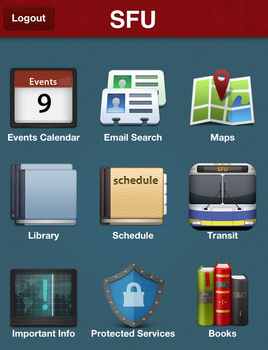 Logout
SFU
Events
9
Events Calendar
Email Search
Maps
schedule
SFU
Library
Schedule
Transit
Important Info
Protected Services
Books